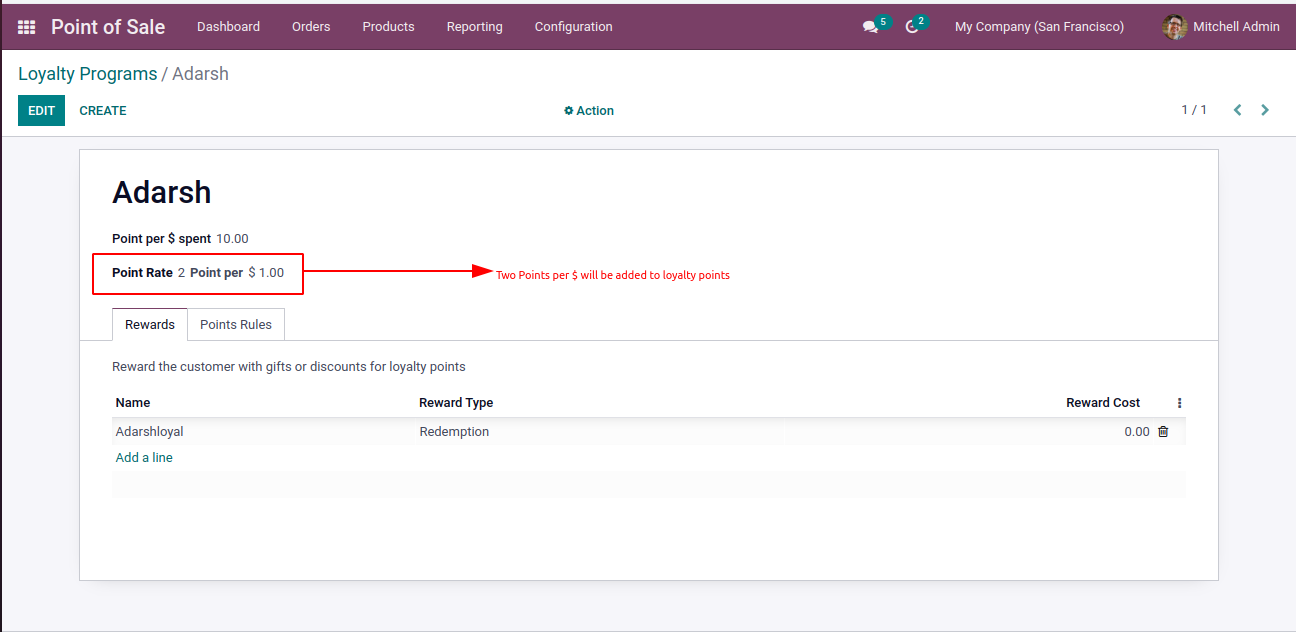 Point of Sale Dashboard Orders Products Reporting Configuration 5 2 My Company (San Francisco) Mitchell Admin
Loyalty Programs / Adarsh
EDIT CREATE Action 1 / 1
Adarsh
Point per $ spent 10.00
Point Rate 2 Point per $ 1.00 Two Points per $ will be added to loyalty points
Rewards Points Rules
Reward the customer with gifts or discounts for loyalty points
Name Reward Type Reward Cost
Adarshloyal Redemption 0.00
Add a line